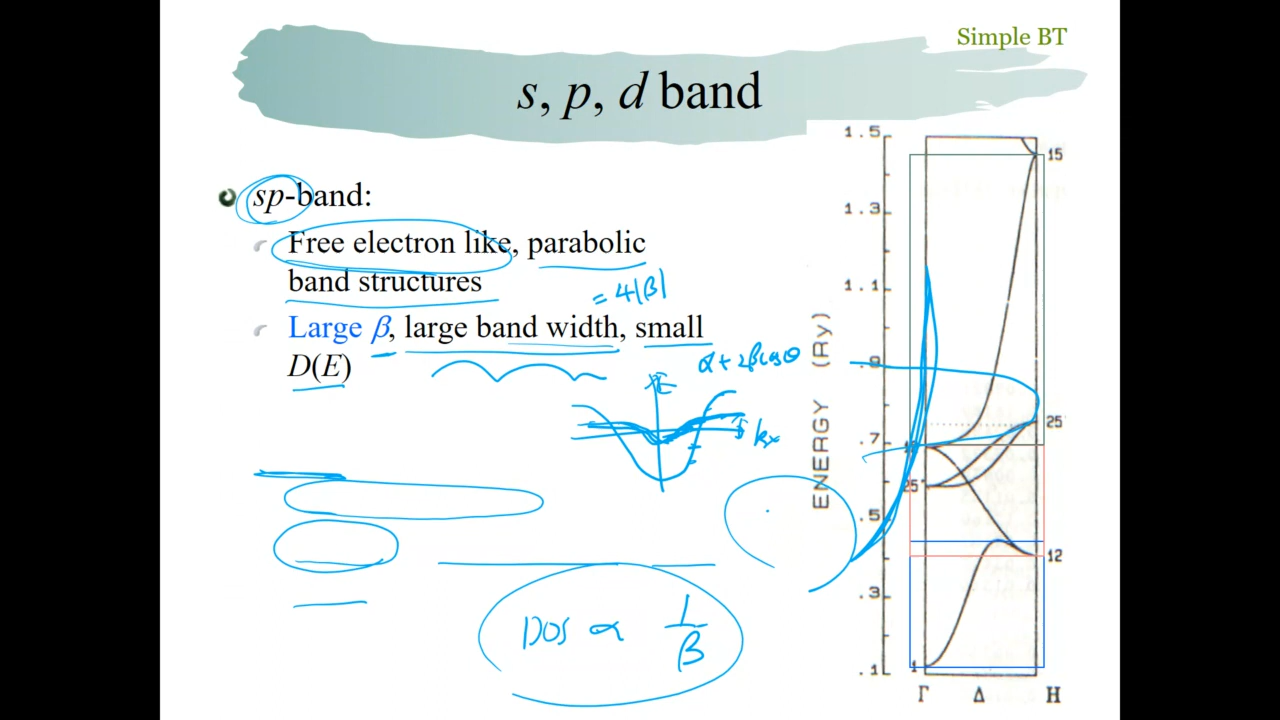 Simple BT
s, p, d band
sp-band:
Free electron like, parabolic
band structures
= 4|β|
Large β, large band width, small
D(E)
α + 2β cos θ
E
kx
DOS ∝ 1/β
ENERGY (Ry)
1.5
1.3
1.1
.9
.7
.5
.3
.1
15
25
12
12
25'
1
Γ Δ H